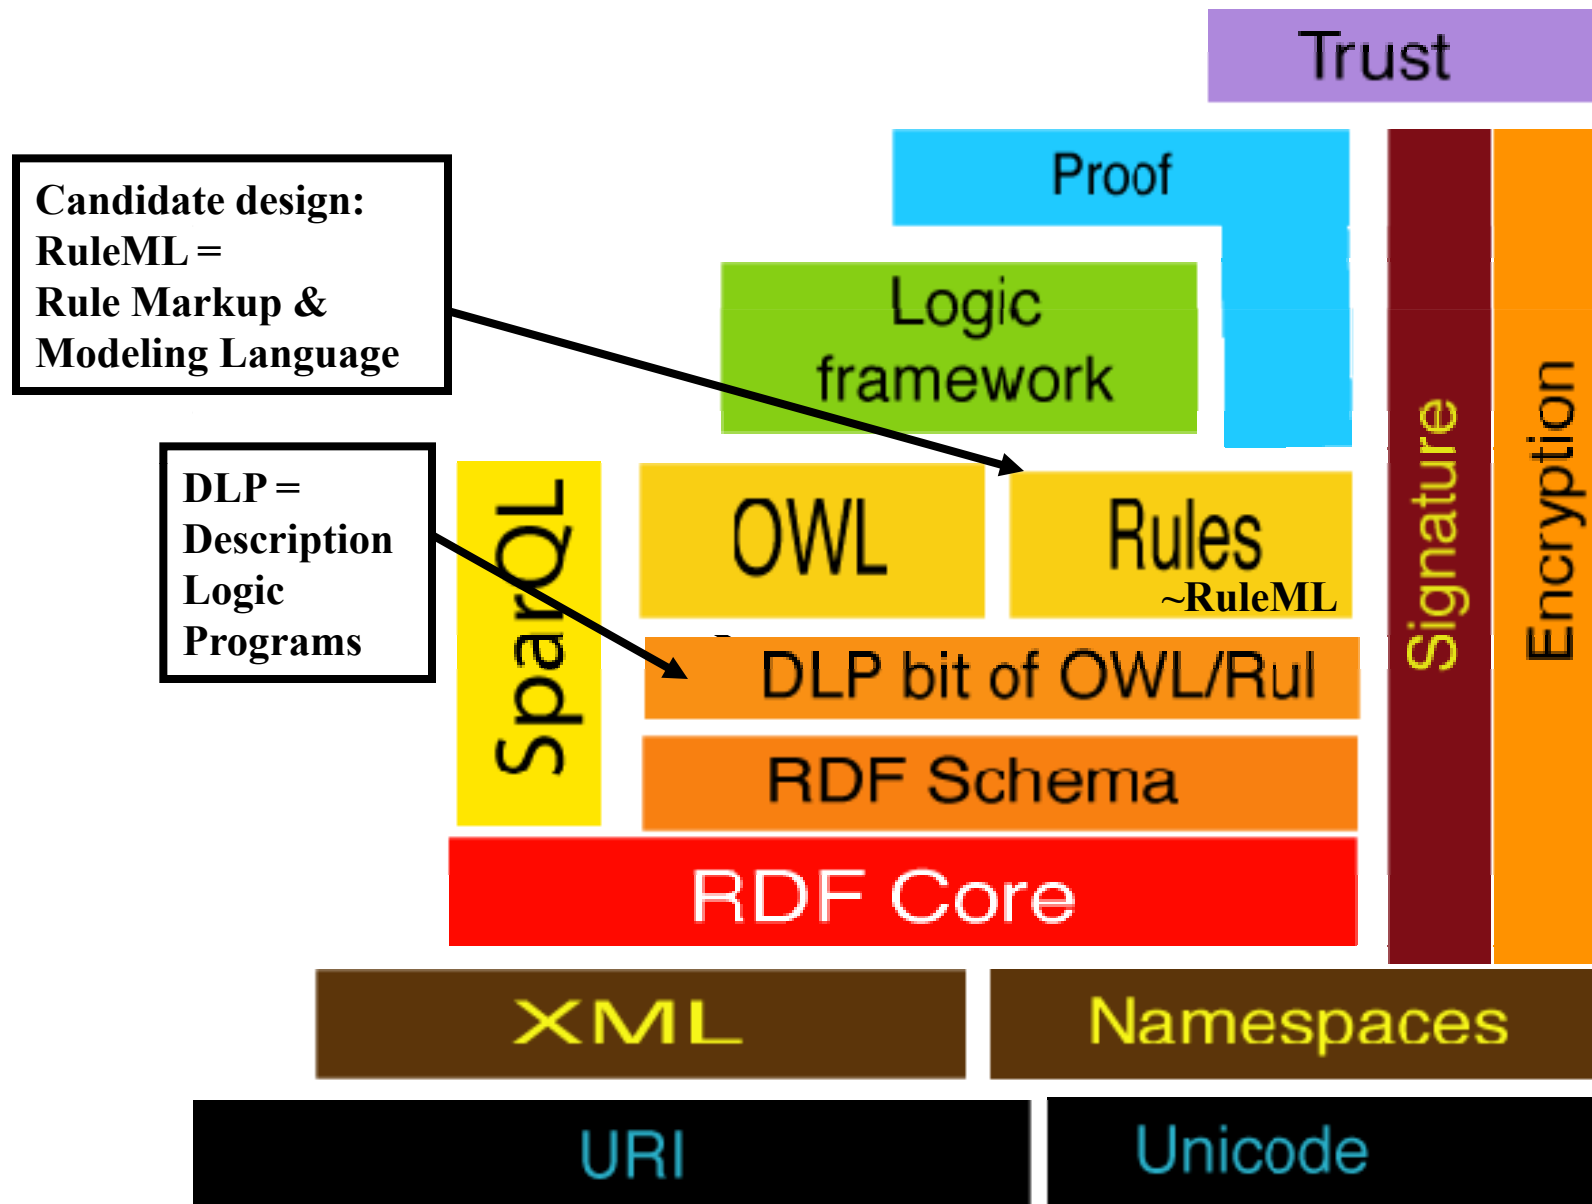 Trust
Proof
Candidate design:
RuleML =
Rule Markup &
Modeling Language
Logic
framework
DLP =
Description
Logic
Programs
SparQL
OWL
Rules
~RuleML
Signature
Encryption
DLP bit of OWL/Rul
RDF Schema
RDF Core
XML
Namespaces
URI
Unicode